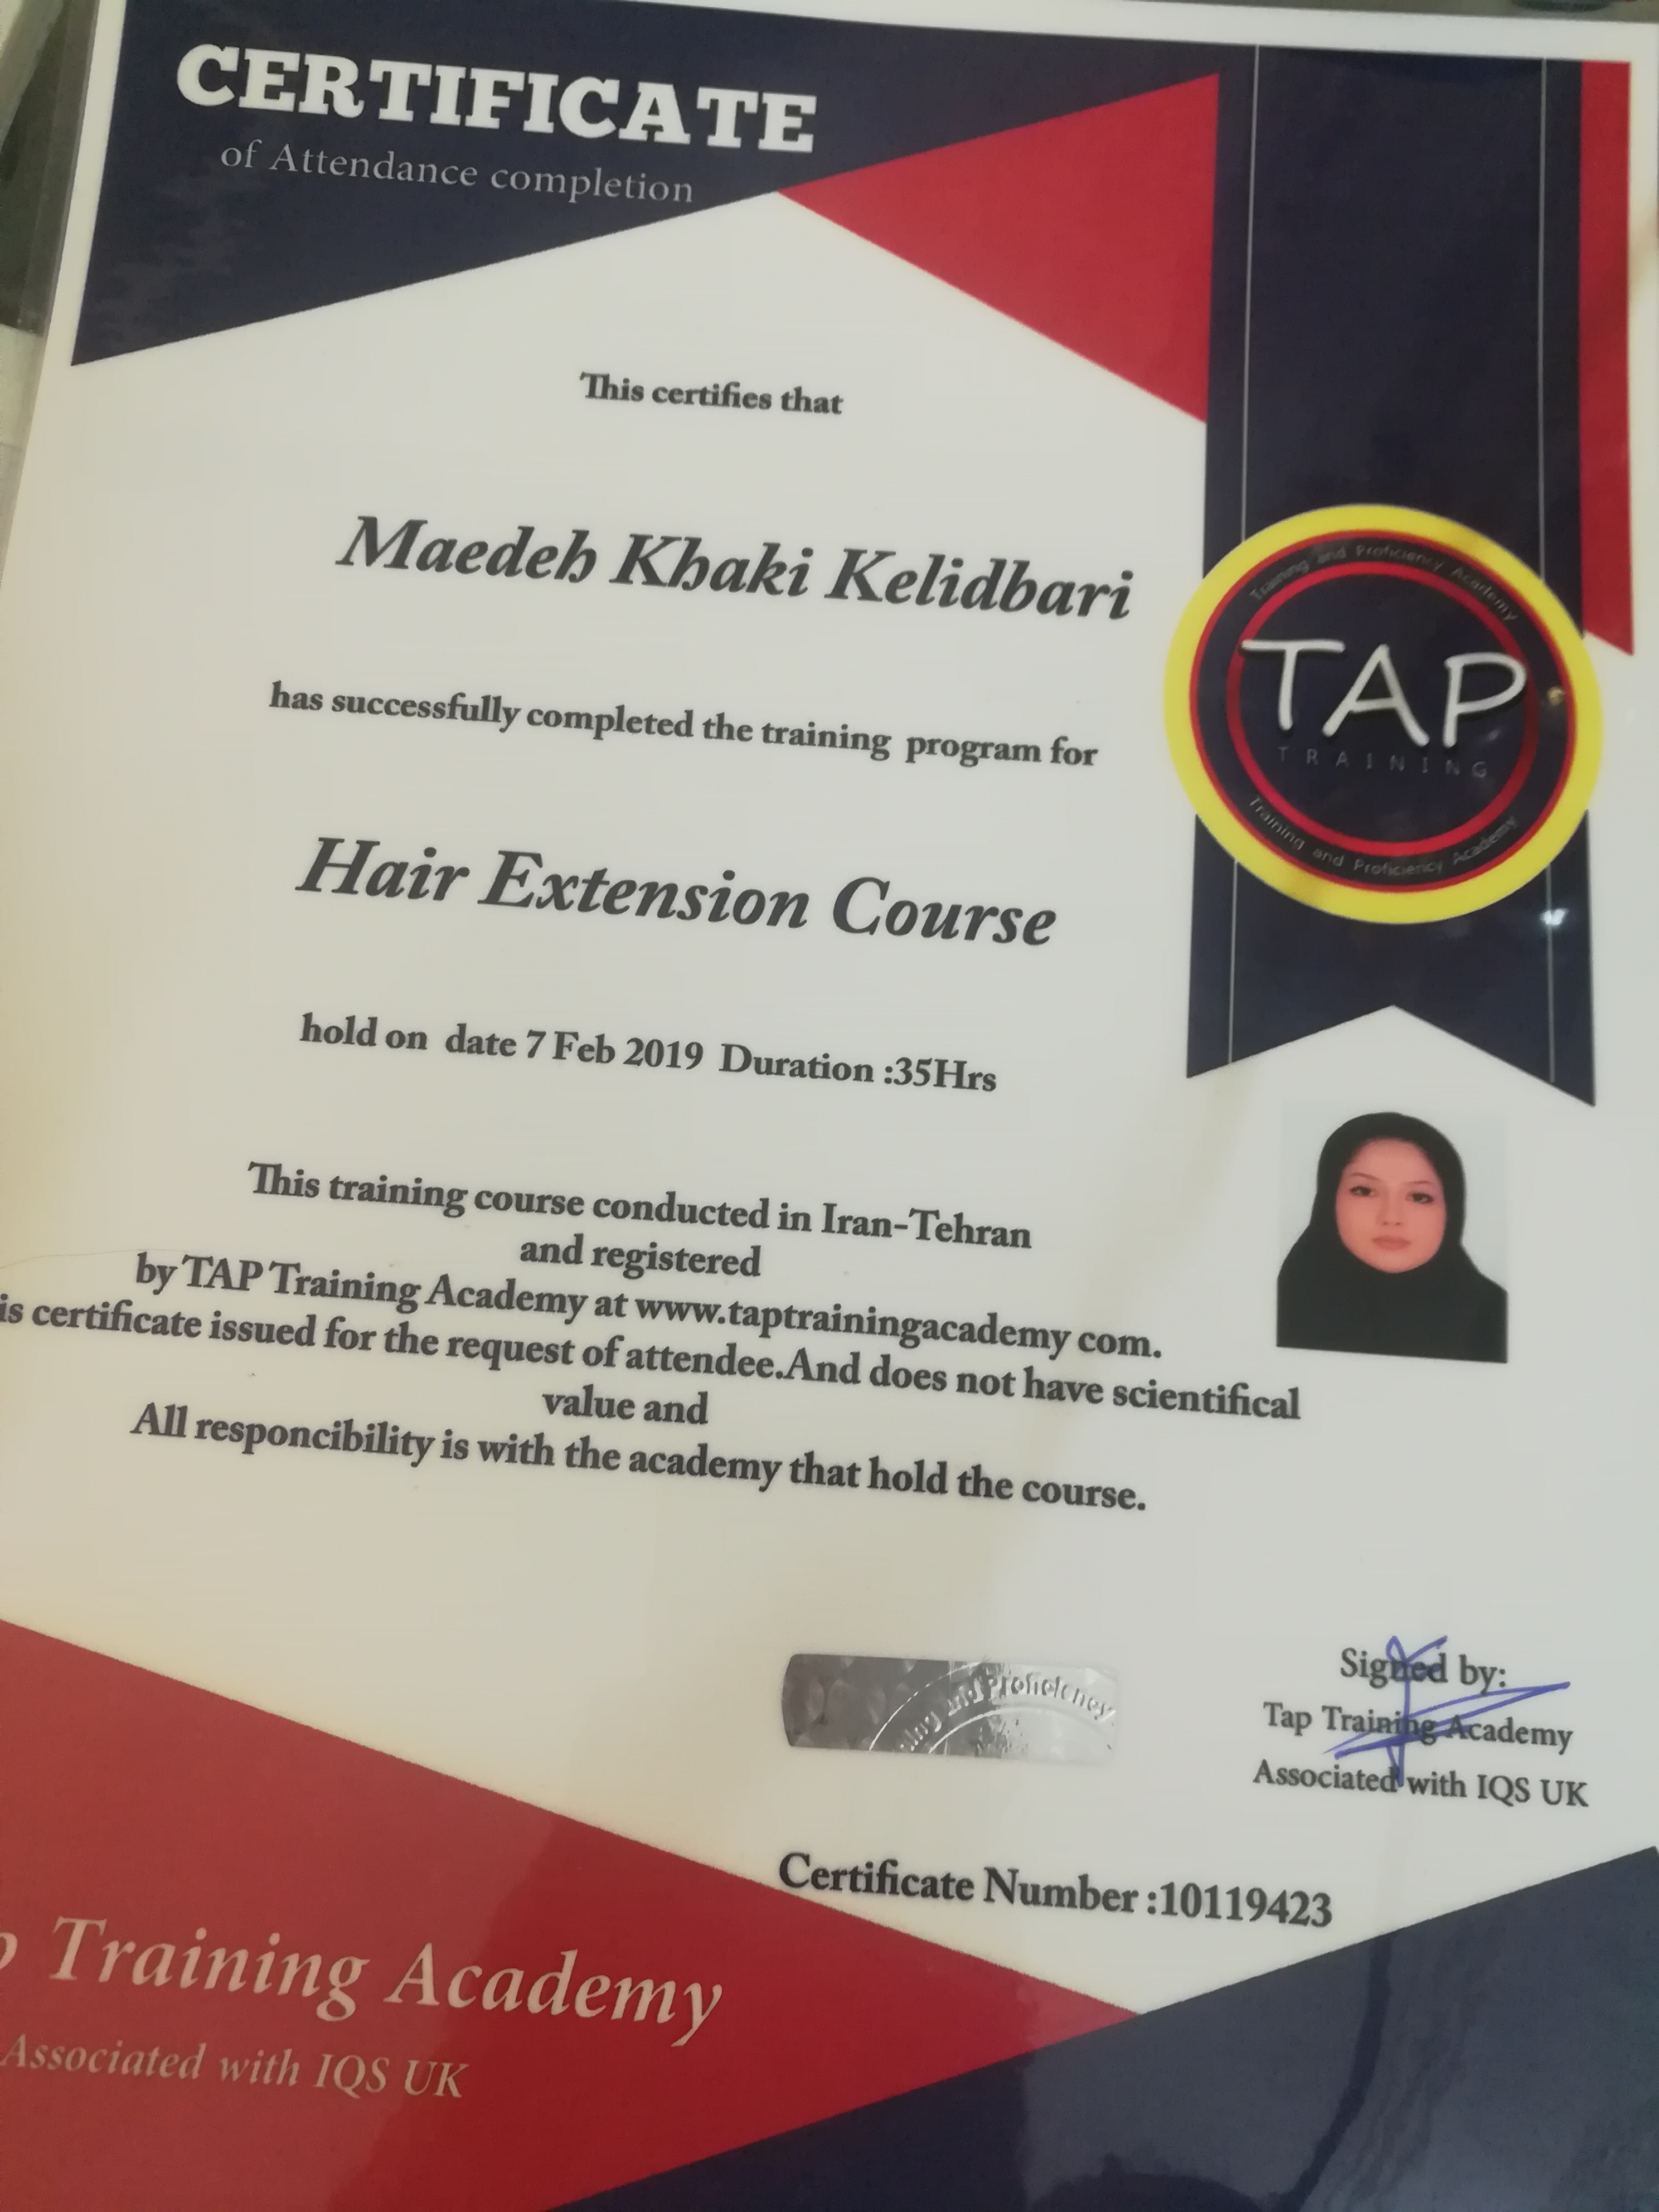 CERTIFICATE
of Attendance completion
This certifies that
Maedeh Khaki Kelidbari
has successfully completed the training program for
Hair Extension Course
hold on date 7 Feb 2019 Duration :35Hrs
Training and Proficiency Academy
TAP
TRAINING
Training and Proficiency Academy
This training course conducted in Iran-Tehran
and registered
by TAP Training Academy at www.taptrainingacademy com.
is certificate issued for the request of attendee.And does not have scientifical
value and
All responcibility is with the academy that hold the course.
and Proficiency
Signed by:
Tap Training Academy
Associated with IQS UK
Certificate Number :10119423
Training Academy
Associated with IQS UK